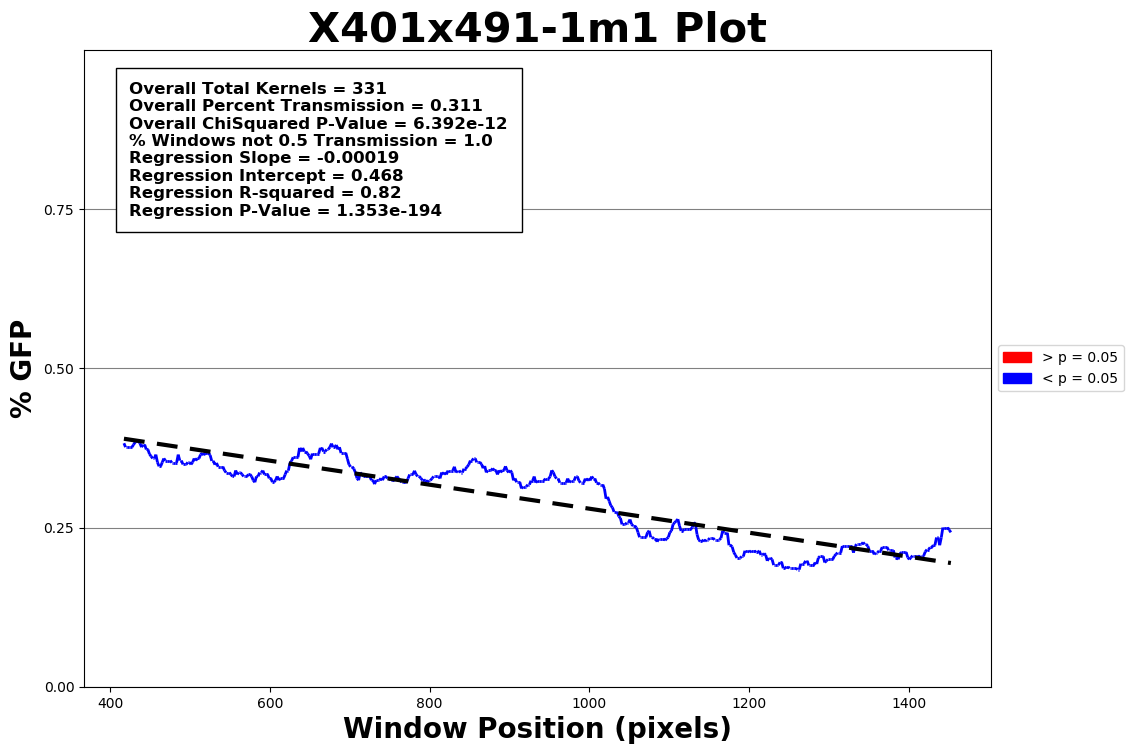 X401x491-1m1 Plot
Overall Total Kernels = 331
Overall Percent Transmission = 0.311
Overall ChiSquared P-Value = 6.392e-12
% Windows not 0.5 Transmission = 1.0
Regression Slope = -0.00019
Regression Intercept = 0.468
Regression R-squared = 0.82
Regression P-Value = 1.353e-194
% GFP
0.75
0.50
0.25
0.00
> p = 0.05
< p = 0.05
400 600 800 1000 1200 1400
Window Position (pixels)